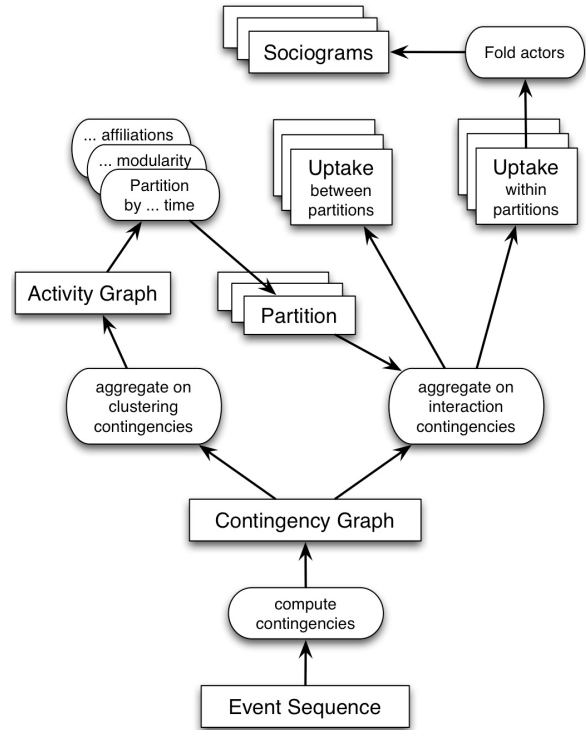 Sociograms
Fold actors
... affiliations
... modularity
Partition
by ... time
Uptake
between
partitions
Uptake
within
partitions
Activity Graph
Partition
aggregate on
clustering
contingencies
aggregate on
interaction
contingencies
Contingency Graph
compute
contingencies
Event Sequence